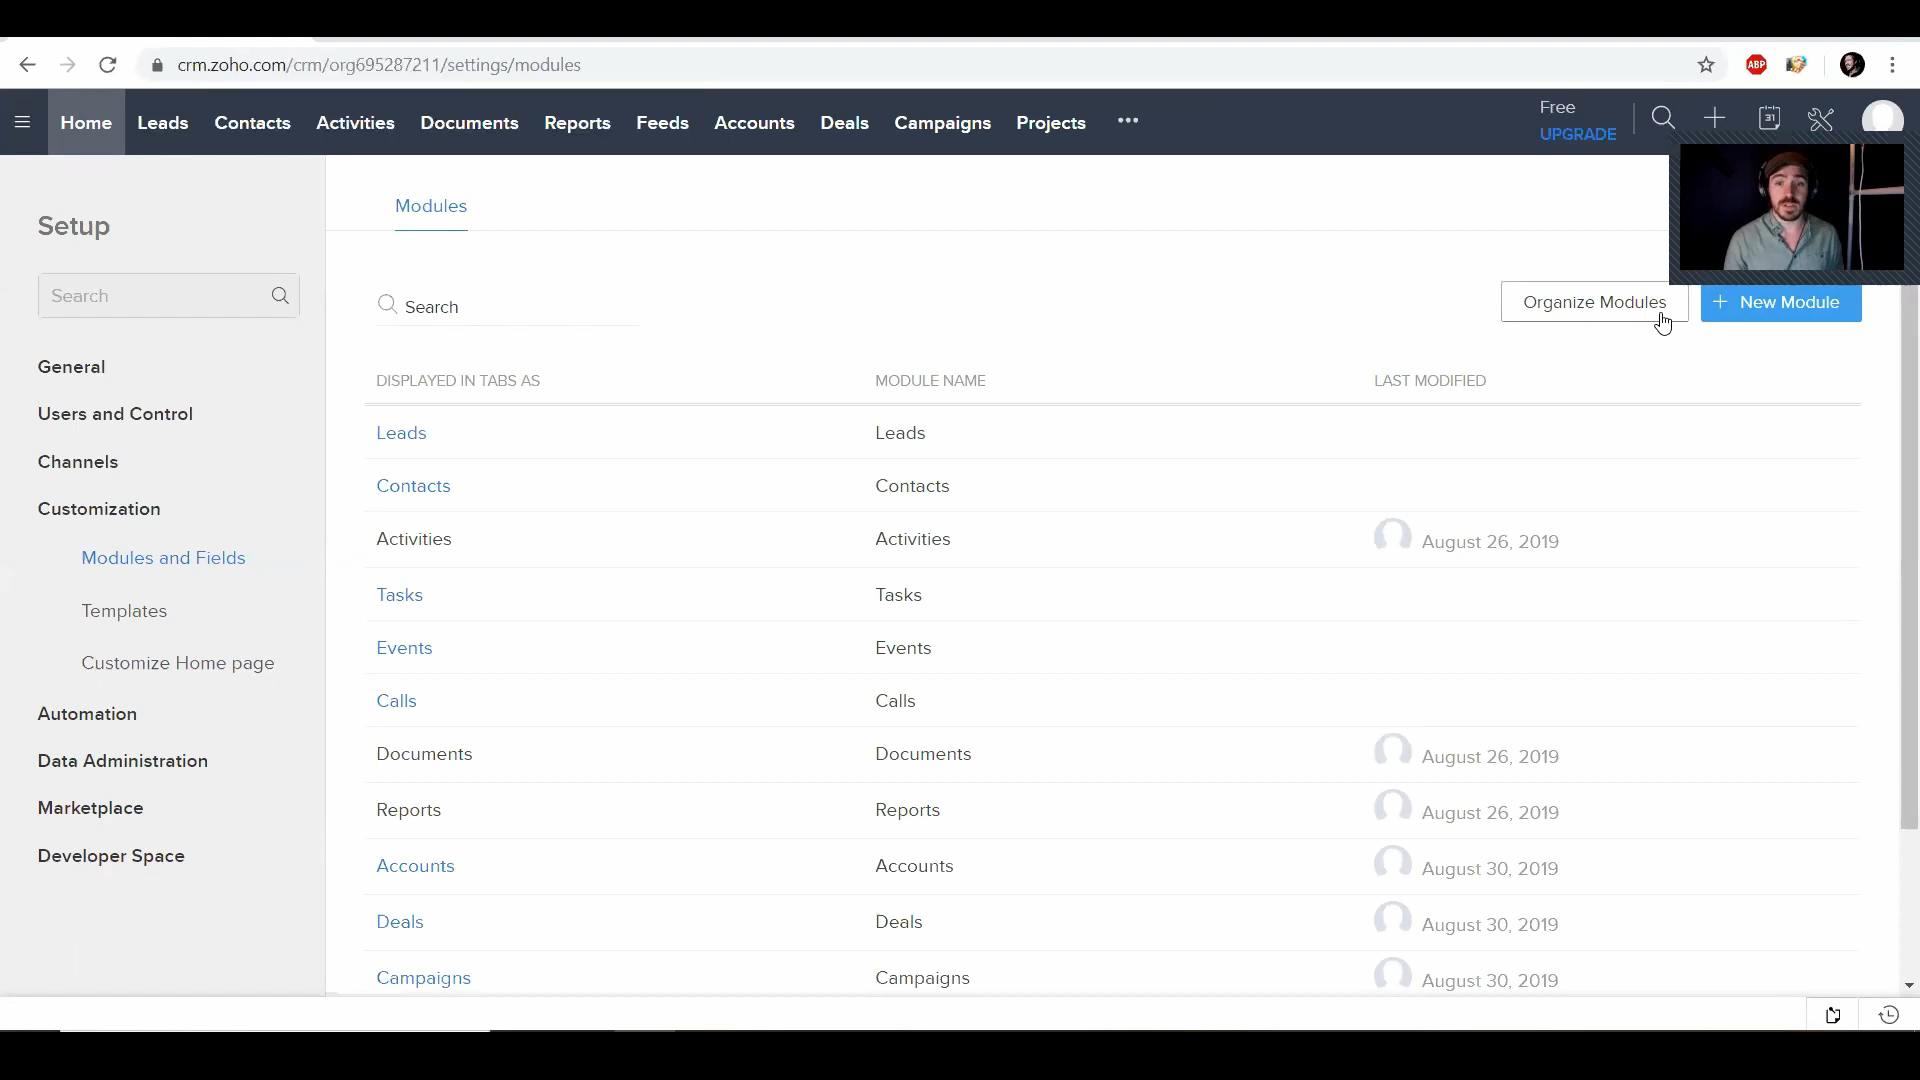 crm.zoho.com/crm/org695287211/settings/modules
ABP
Home Leads Contacts Activities Documents Reports Feeds Accounts Deals Campaigns Projects •••
Free
UPGRADE
31
Setup
Search
General
Users and Control
Channels
Customization
Modules and Fields
Templates
Customize Home page
Automation
Data Administration
Marketplace
Developer Space
Modules
Search
Organize Modules
+ New Module
DISPLAYED IN TABS AS MODULE NAME LAST MODIFIED
Leads Leads
Contacts Contacts
Activities Activities August 26, 2019
Tasks Tasks
Events Events
Calls Calls
Documents Documents August 26, 2019
Reports Reports August 26, 2019
Accounts Accounts August 30, 2019
Deals Deals August 30, 2019
Campaigns Campaigns August 30, 2019